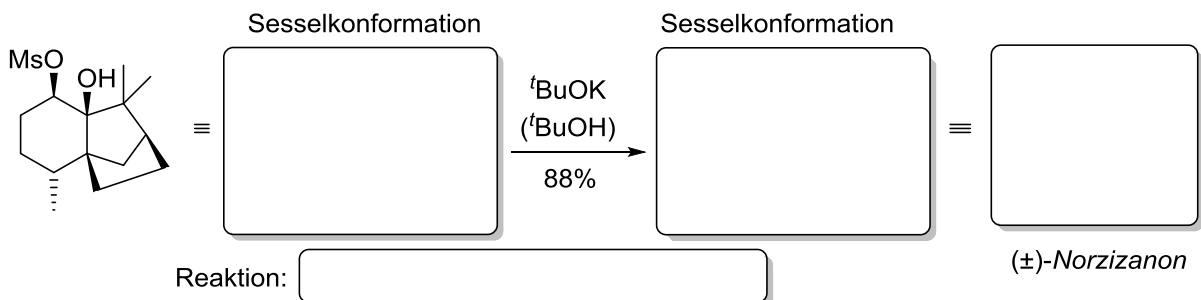 Sesselkonformation
Sesselkonformation
MsO
OH
≡
ᵗBuOK
(ᵗBuOH)
88%
≡
(±)-Norzizanon
Reaktion: